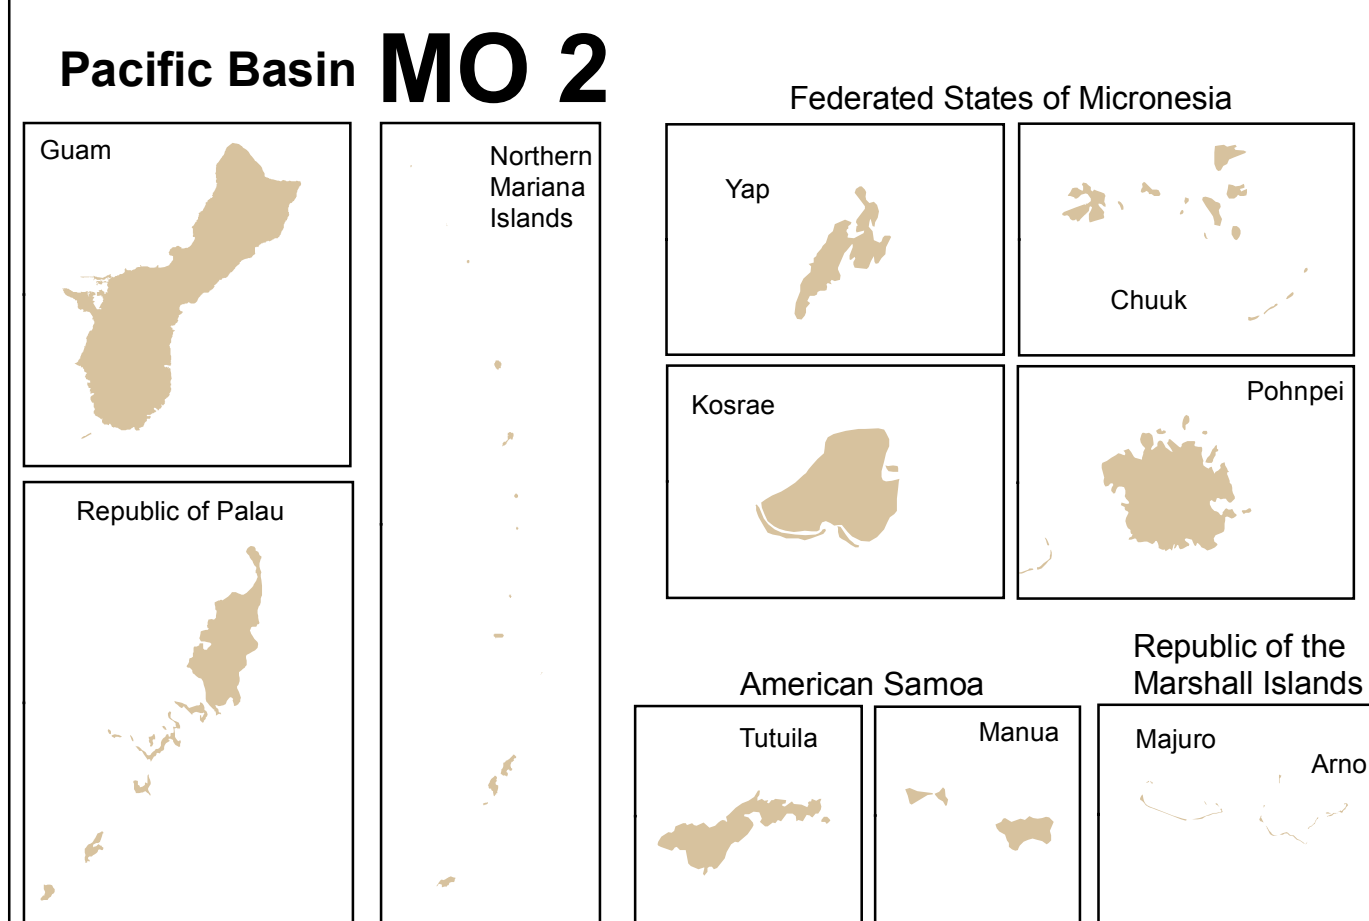 Pacific Basin MO 2
Guam
Northern
Mariana
Islands
Republic of Palau
Federated States of Micronesia
Yap
Chuuk
Kosrae
Pohnpei
American Samoa
Tutuila
Manua
Republic of the
Marshall Islands
Majuro
Arno